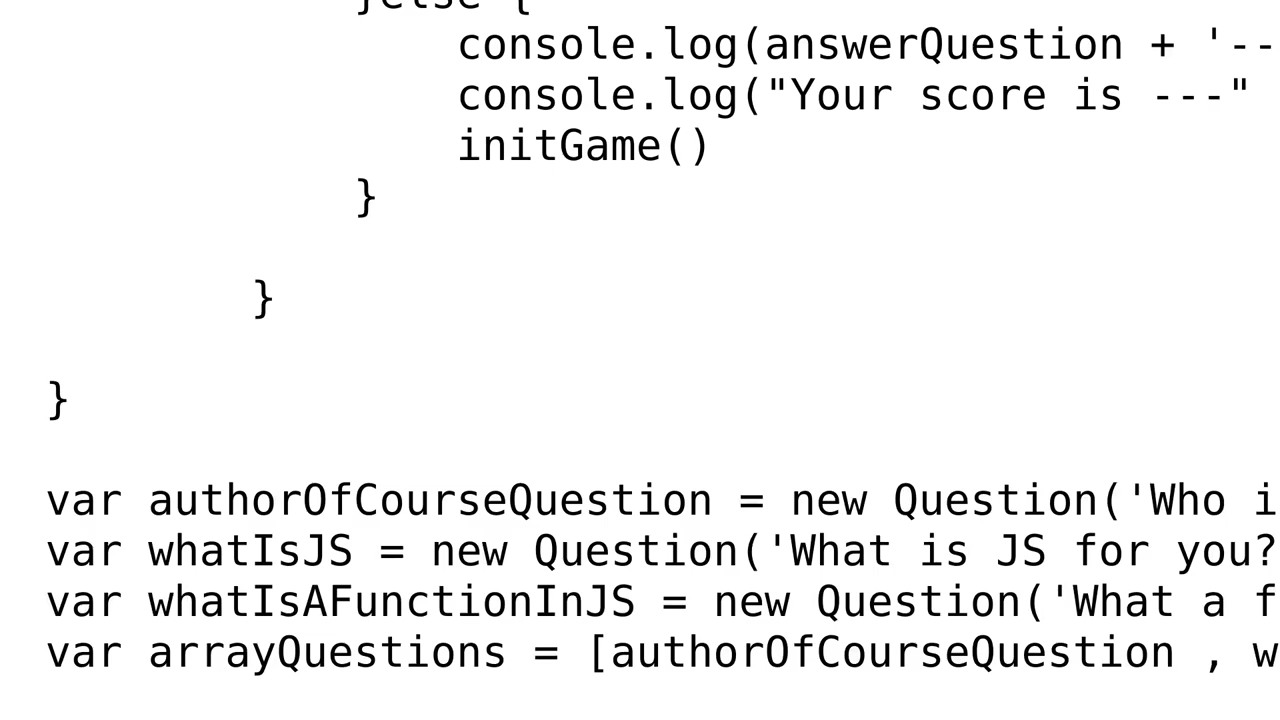 }else {
console.log(answerQuestion + '--
console.log("Your score is ---"
initGame()
}
}
}
var authorOfCourseQuestion = new Question('Who i
var whatIsJS = new Question('What is JS for you?
var whatIsAFunctionInJS = new Question('What a f
var arrayQuestions = [authorOfCourseQuestion , w